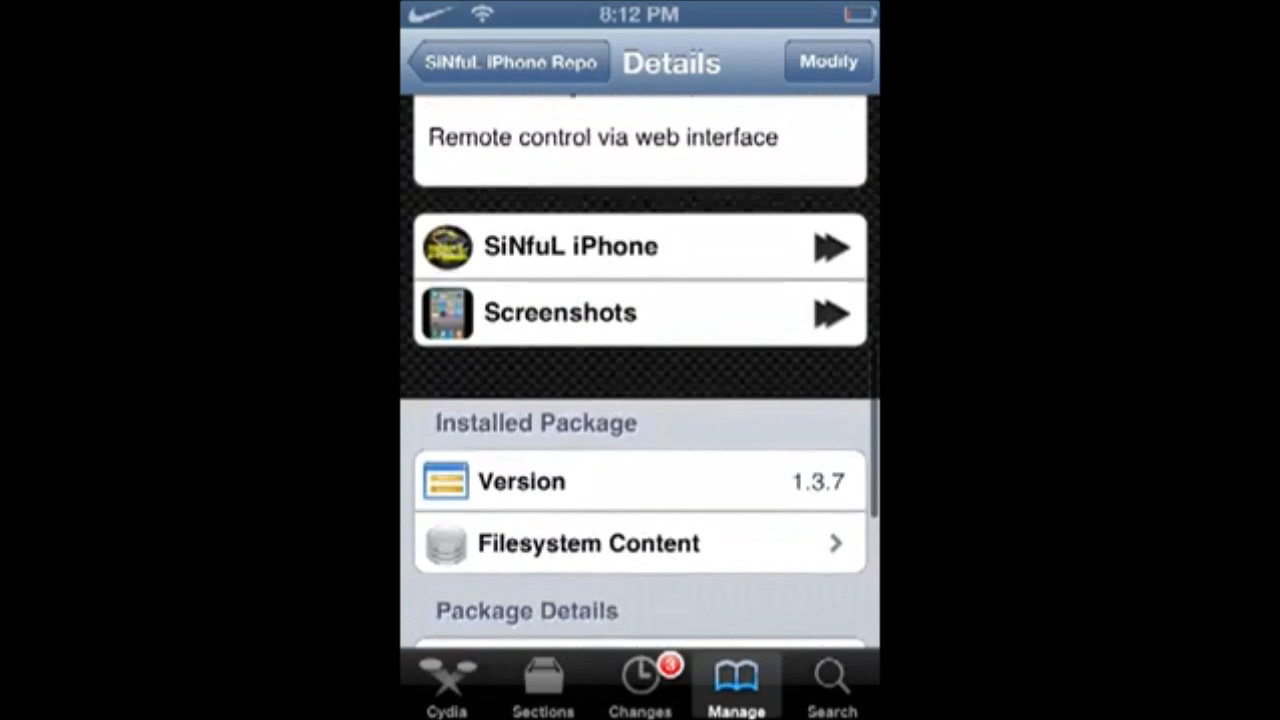 8:12 PM
SiNfuL iPhone Repo
Details
Modify
Remote control via web interface
SiNfuL iPhone
Screenshots
Installed Package
Version
1.3.7
Filesystem Content
Package Details
3
Cydia
Sections
Changes
Manage
Search